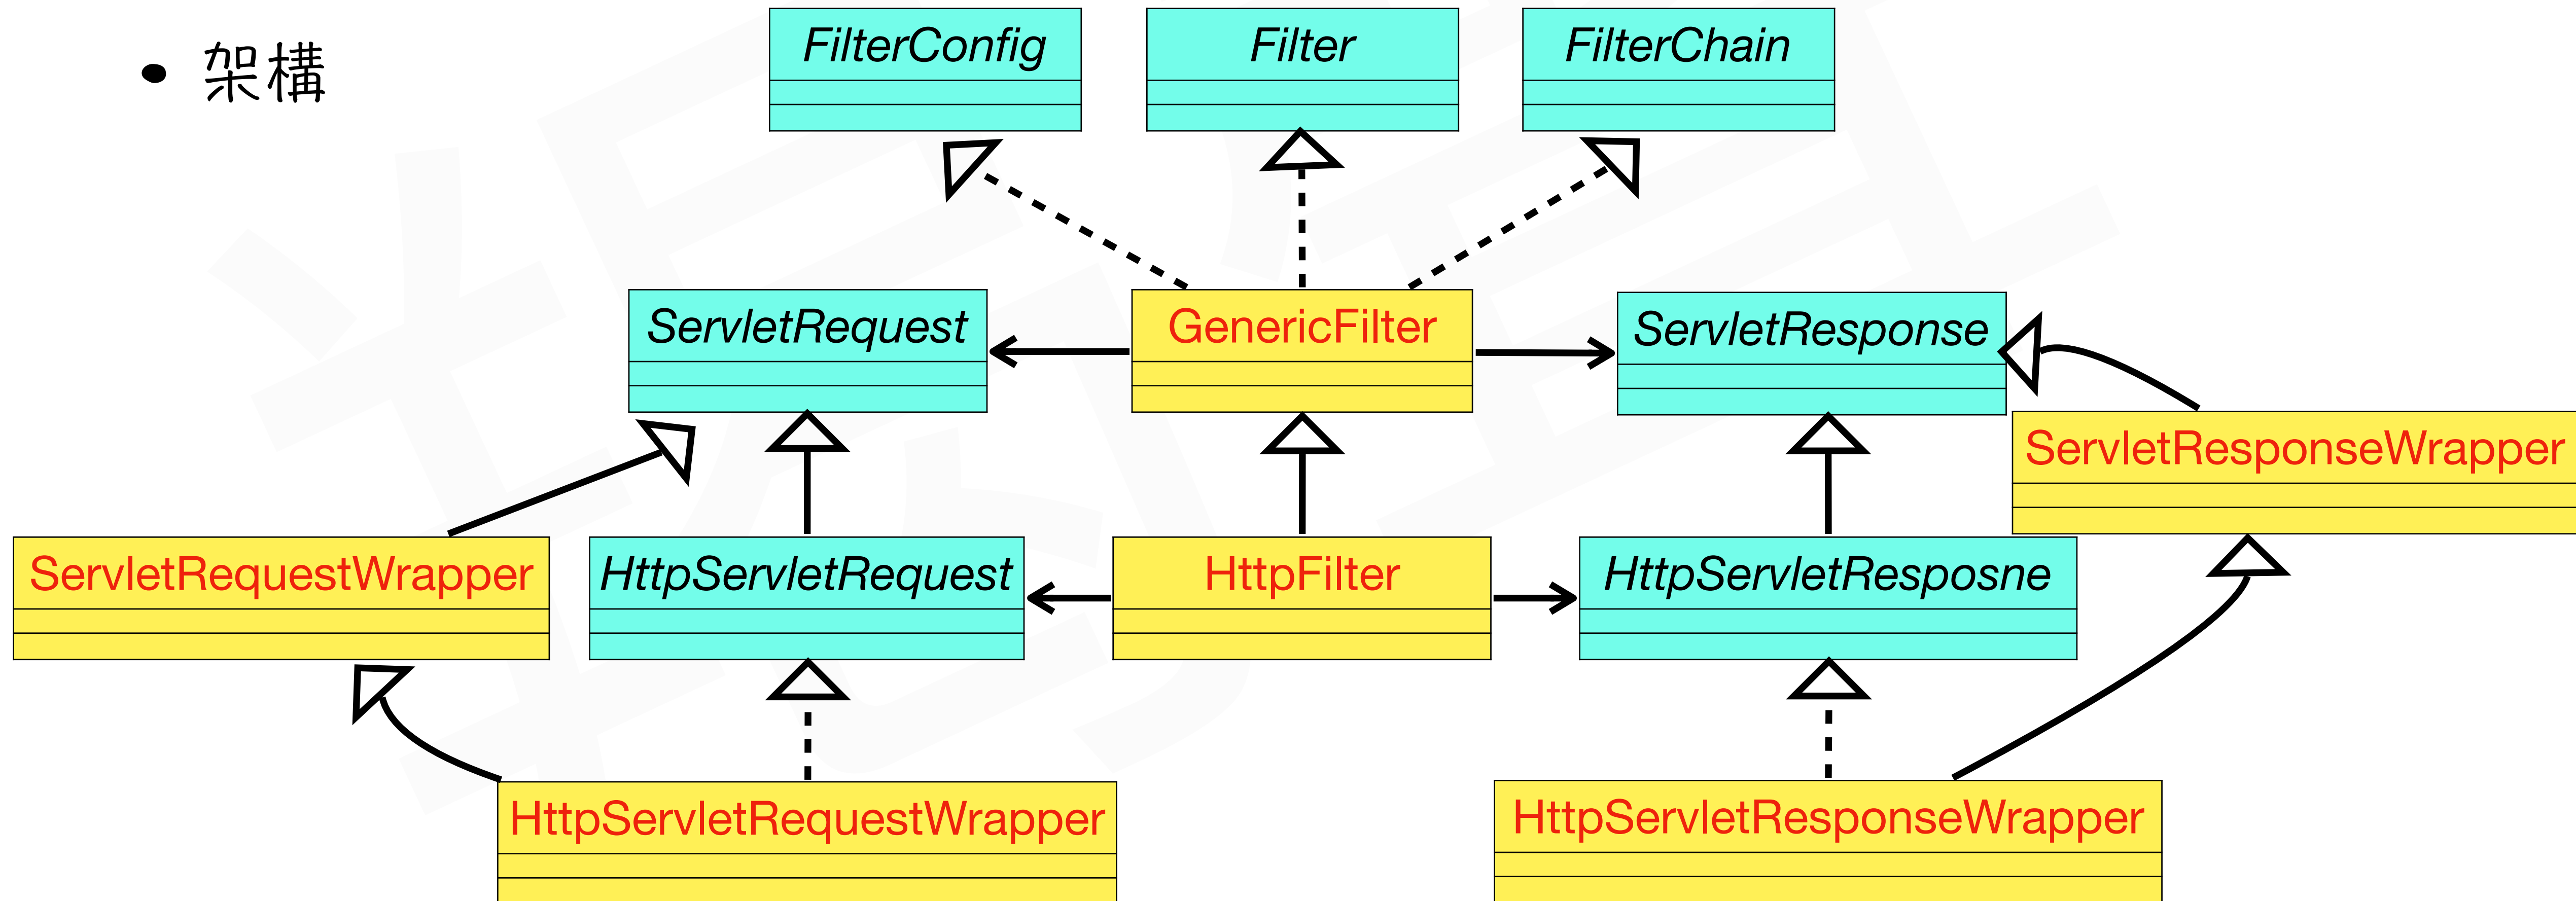 • 架構
FilterConfig
Filter
FilterChain
ServletRequest
GenericFilter
ServletResponse
ServletResponseWrapper
ServletRequestWrapper
HttpServletRequest
HttpFilter
HttpServletResposne
HttpServletRequestWrapper
HttpServletResponseWrapper